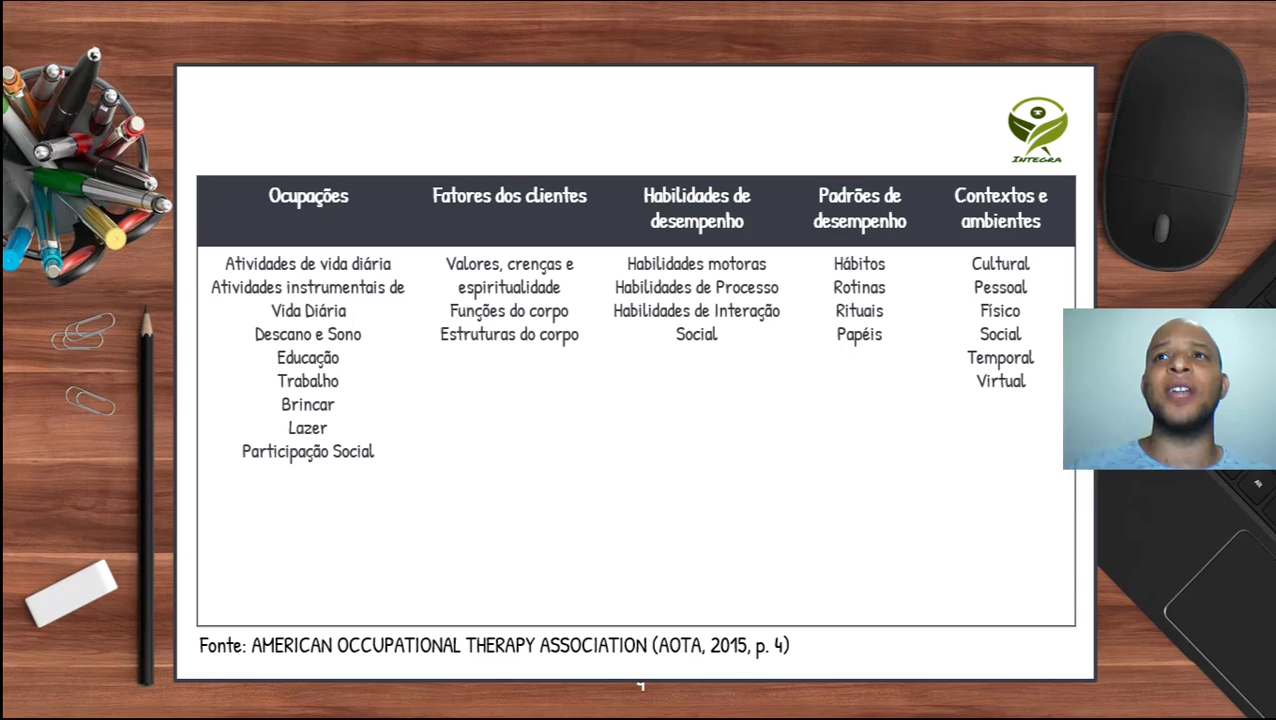 INTEGRA
Ocupações
Fatores dos clientes
Habilidades de
desempenho
Padrões de
desempenho
Contextos e
ambientes
Atividades de vida diária
Atividades instrumentais de
Vida Diária
Descano e Sono
Educação
Trabalho
Brincar
Lazer
Participação Social
Valores, crenças e
espiritualidade
Funções do corpo
Estruturas do corpo
Habilidades motoras
Habilidades de Processo
Habilidades de Interação
Social
Hábitos
Rotinas
Rituais
Papéis
Cultural
Pessoal
Físico
Social
Temporal
Virtual
Alt
Fonte: AMERICAN OCCUPATIONAL THERAPY ASSOCIATION (AOTA, 2015, p. 4)